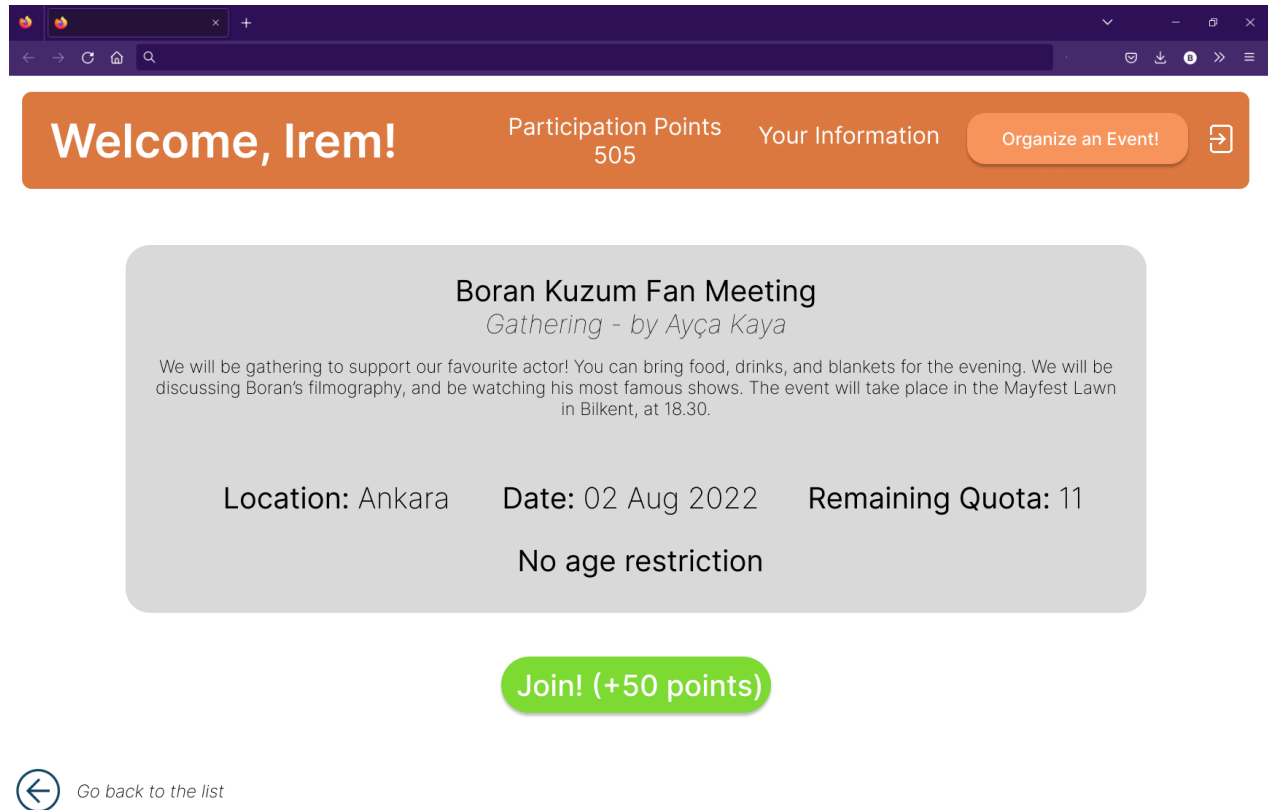 Welcome, Irem!
Participation Points
505
Your Information
Organize an Event!
Boran Kuzum Fan Meeting
Gathering - by Ayça Kaya
We will be gathering to support our favourite actor! You can bring food, drinks, and blankets for the evening. We will be
discussing Boran's filmography, and be watching his most famous shows. The event will take place in the Mayfest Lawn
in Bilkent, at 18.30.
Location: Ankara
Date: 02 Aug 2022
Remaining Quota: 11
No age restriction
Join! (+50 points)
Go back to the list